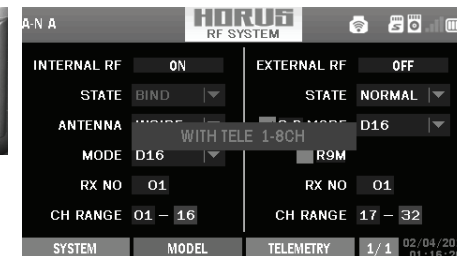 A-N A HORUS
RF SYSTEM
INTERNAL RF ON EXTERNAL RF OFF
STATE BIND STATE NORMAL
ANTENNA MODE D16
WITH TELE 1-8CH
MODE D16 R9M
RX NO 01 RX NO 01
CH RANGE 01 – 16 CH RANGE 17 – 32
SYSTEM MODEL TELEMETRY 1/1 02/04/20